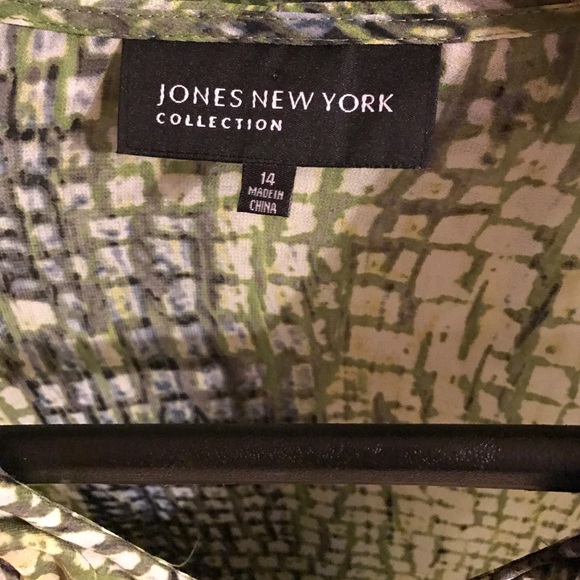 JONES NEW YORK
COLLECTION
14
MADE IN
CHINA